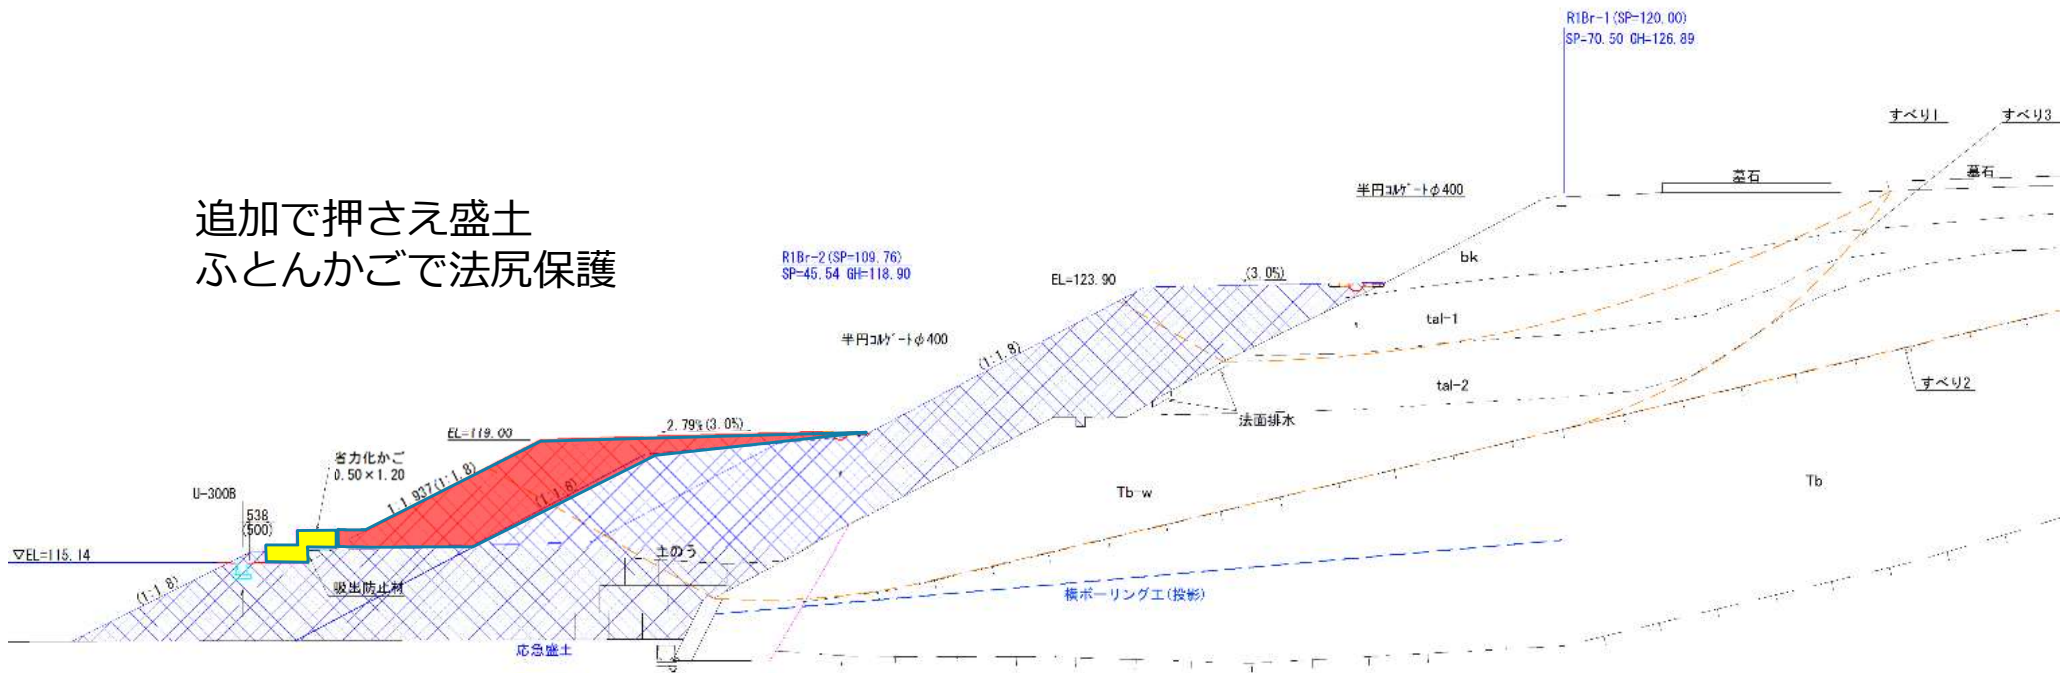 R1Br-1(SP=120.00)
SP=70.50 GH=126.89
すべり1
すべり3
墓石
墓石
半円コルゲートφ400
追加で押さえ盛土
ふとんかごで法尻保護
R1Br-2(SP=109.76)
SP=45.54 GH=118.90
EL=123.90
(3.0%)
bk
tal-1
半円コルゲートφ400
(1:1.8)
tal-2
すべり2
法面排水
2.79%(3.0%)
EL=119.00
省力化かご
0.50×1.20
1:1.937(1:1.8)
(1:1.8)
U-300B
538
(500)
Tb-w
Tb
▽EL=115.14
土のう
(1:1.8)
吸出防止材
横ボーリング工(投影)
応急盛土